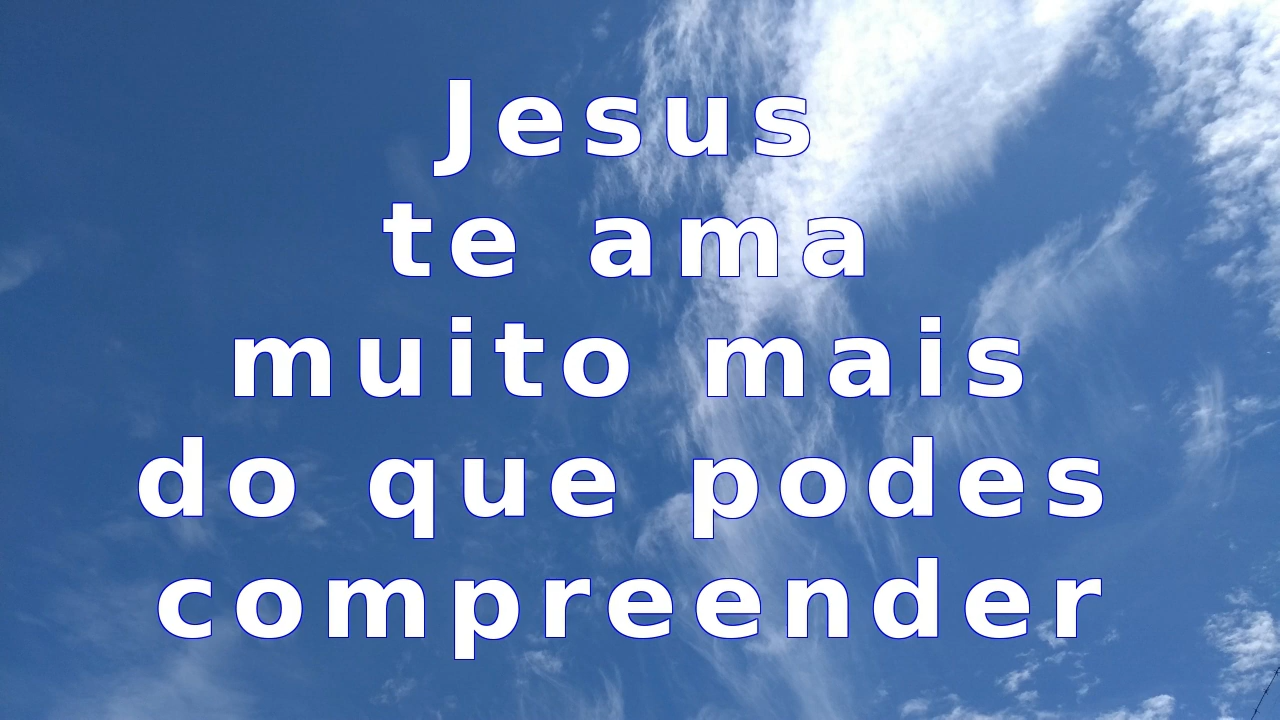 Jesus
te ama
muito mais
do que podes
compreender